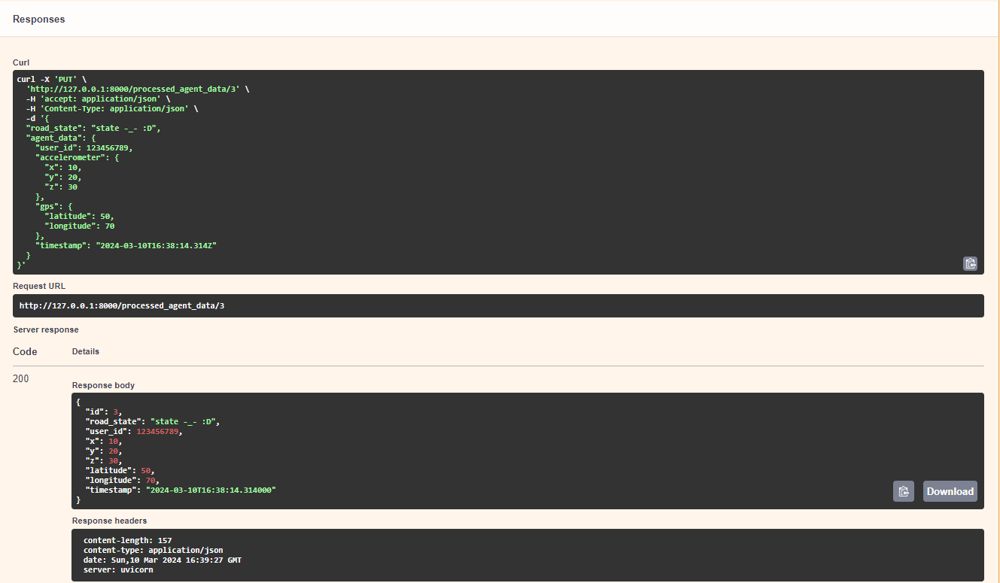 Responses
Curl
curl -X 'PUT' \
  'http://127.0.0.1:8000/processed_agent_data/3' \
  -H 'accept: application/json' \
  -H 'Content-Type: application/json' \
  -d '{
  "road_state": "state -_- :D",
  "agent_data": {
    "user_id": 123456789,
    "accelerometer": {
      "x": 10,
      "y": 20,
      "z": 30
    },
    "gps": {
      "latitude": 50,
      "longitude": 70
    },
    "timestamp": "2024-03-10T16:38:14.314Z"
  }
}'
Request URL
http://127.0.0.1:8000/processed_agent_data/3
Server response
Code Details
200
Response body
{
  "id": 3,
  "road_state": "state -_- :D",
  "user_id": 123456789,
  "x": 10,
  "y": 20,
  "z": 30,
  "latitude": 50,
  "longitude": 70,
  "timestamp": "2024-03-10T16:38:14.314000"
}
Download
Response headers
content-length: 157
content-type: application/json
date: Sun,10 Mar 2024 16:39:27 GMT
server: uvicorn